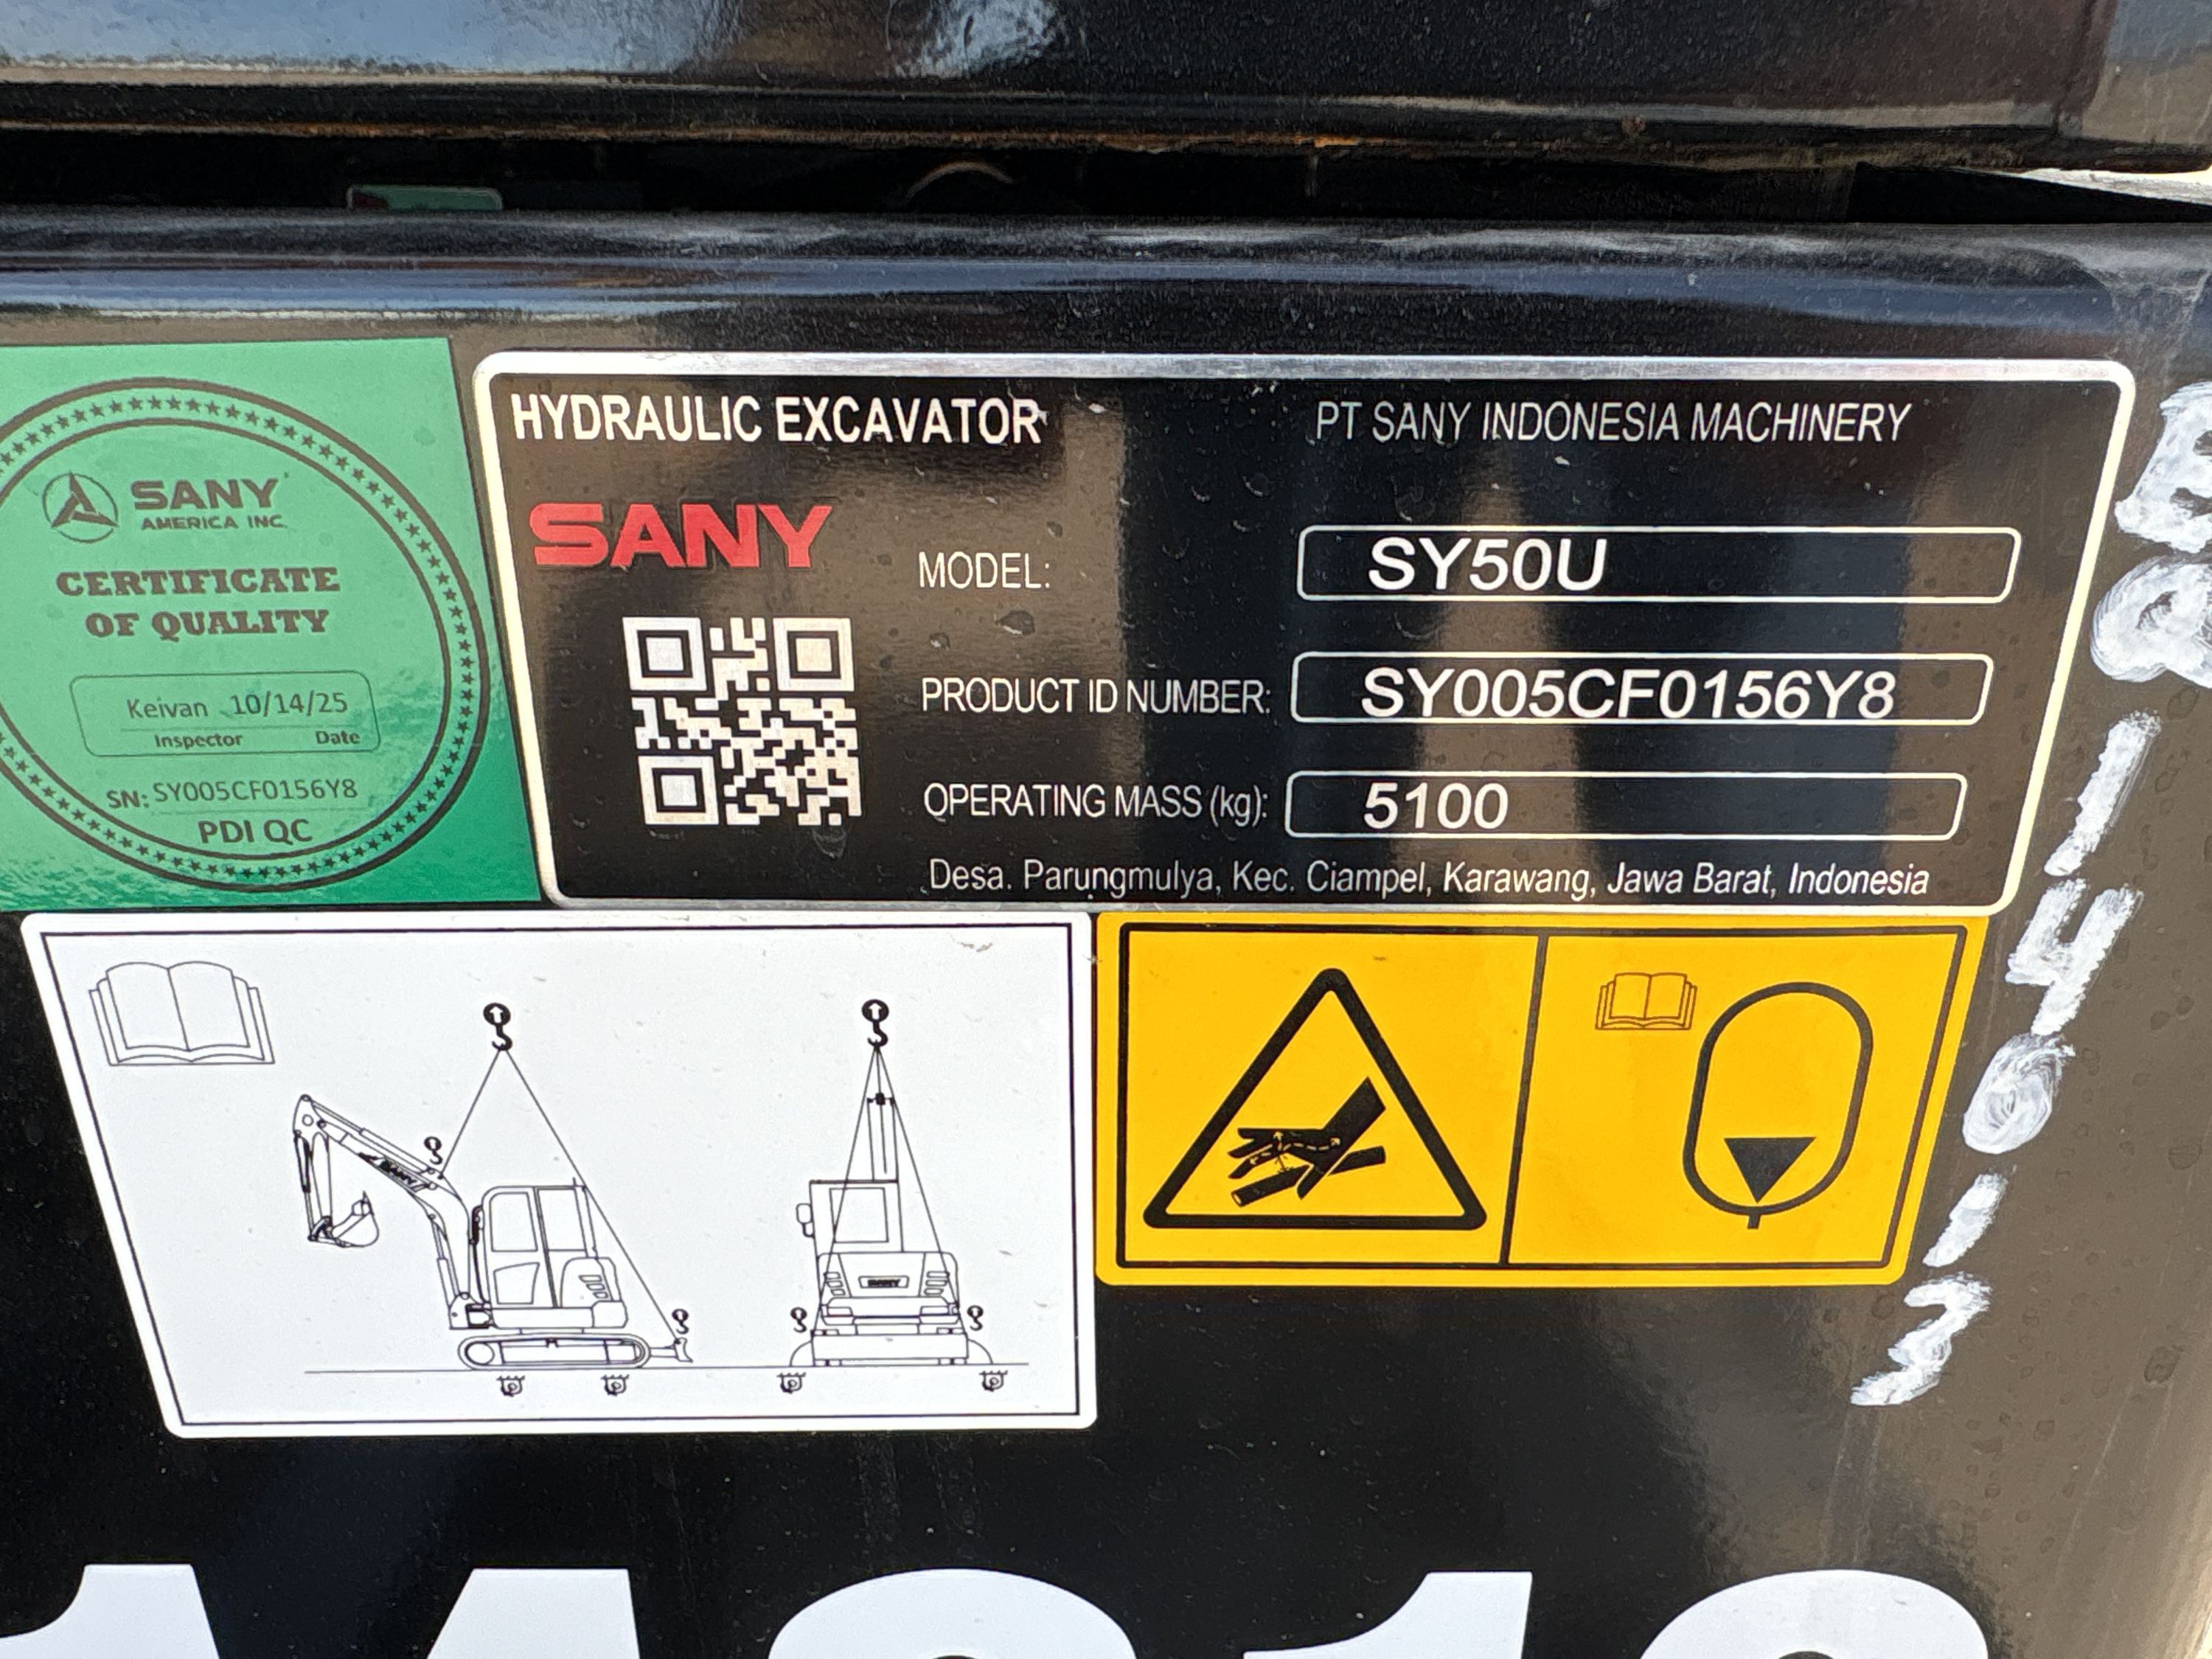 HYDRAULIC EXCAVATOR
PT SANY INDONESIA MACHINERY
SANY
MODEL: SY50U
PRODUCT ID NUMBER: SY005CF0156Y8
OPERATING MASS (kg): 5100
Desa. Parungmulya, Kec. Ciampel, Karawang, Jawa Barat, Indonesia
SANY
AMERICA INC.
CERTIFICATE
OF QUALITY
Keivan 10/14/25
Inspector Date
SN: SY005CF0156Y8
PDI QC
SANY
SANY